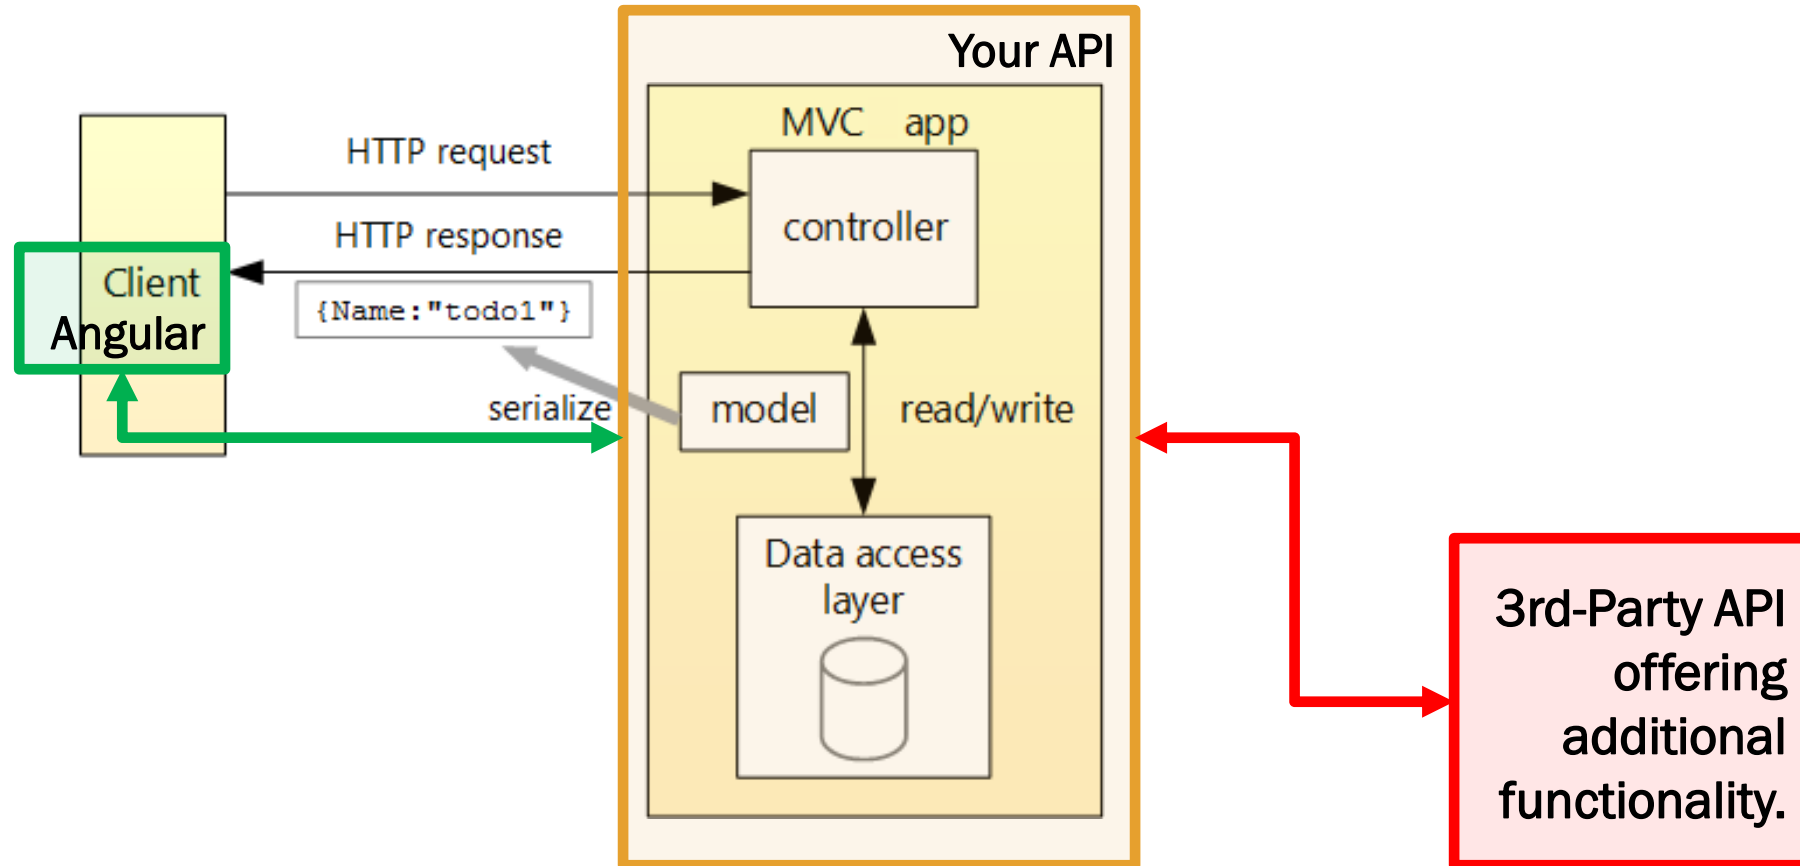 Your API
MVC app
HTTP request
controller
HTTP response
Client
Angular
{Name:"todo1"}
serialize
model
read/write
Data access
layer
3rd-Party API
offering
additional
functionality.